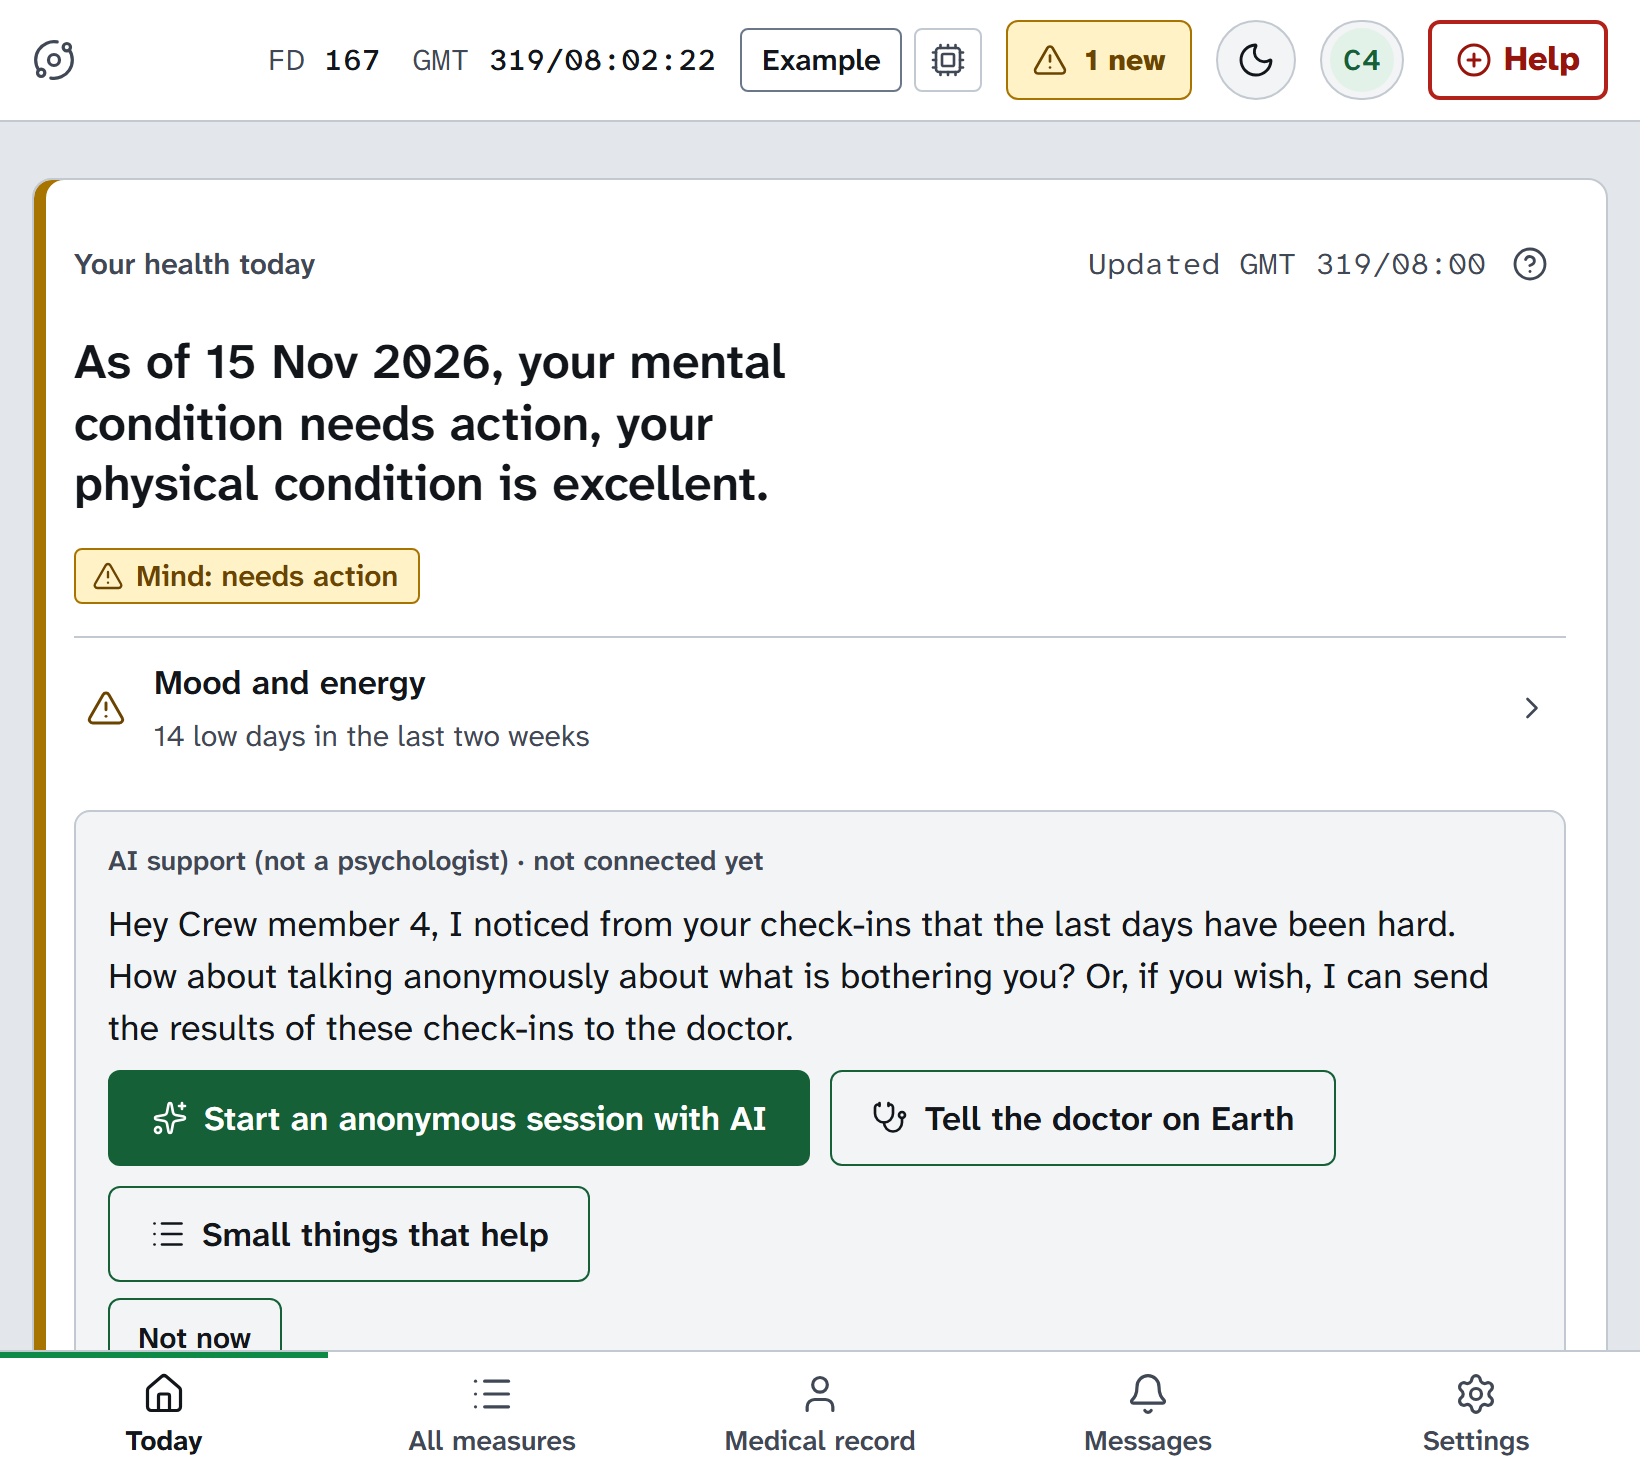 FD 167 GMT 319/08:02:22 Example 1 new C4 Help
Your health today
Updated GMT 319/08:00
As of 15 Nov 2026, your mental
condition needs action, your
physical condition is excellent.
Mind: needs action
Mood and energy
14 low days in the last two weeks
AI support (not a psychologist) · not connected yet
Hey Crew member 4, I noticed from your check-ins that the last days have been hard.
How about talking anonymously about what is bothering you? Or, if you wish, I can send
the results of these check-ins to the doctor.
Start an anonymous session with AI
Tell the doctor on Earth
Small things that help
Not now
Today
All measures
Medical record
Messages
Settings